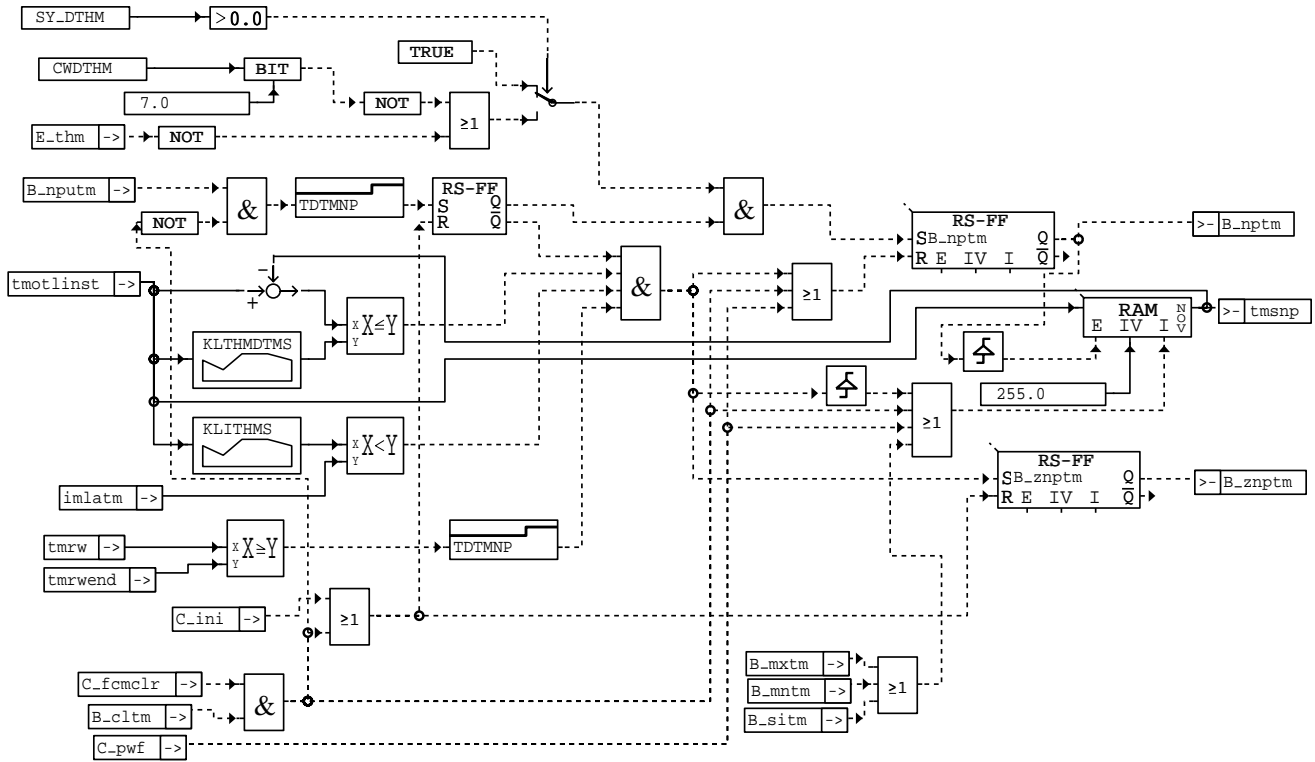 SY_DTHM
>0.0
TRUE
CWDTHM
BIT
7.0
NOT
≥1
E_thm ->
NOT
B_nputm ->
NOT
&
TDTMNP
RS-FF
S Q
R Q
&
RS-FF
SB_nptm Q
R E IV I Q
>- B_nptm
tmotlinst ->
−
+
X X≤Y
Y
&
≥1
RAM
E IV I
N
O
V
>- tmsnp
KLTHMDTMS
255.0
KLITHMS
X X<Y
Y
≥1
RS-FF
SB_znptm Q
R E IV I Q
>- B_znptm
imlatm ->
tmrw ->
X X≥Y
Y
TDTMNP
tmrwend ->
C_ini ->
≥1
B_mxtm ->
B_mntm ->
≥1
B_sitm ->
C_fcmclr ->
B_cltm ->
&
C_pwf ->